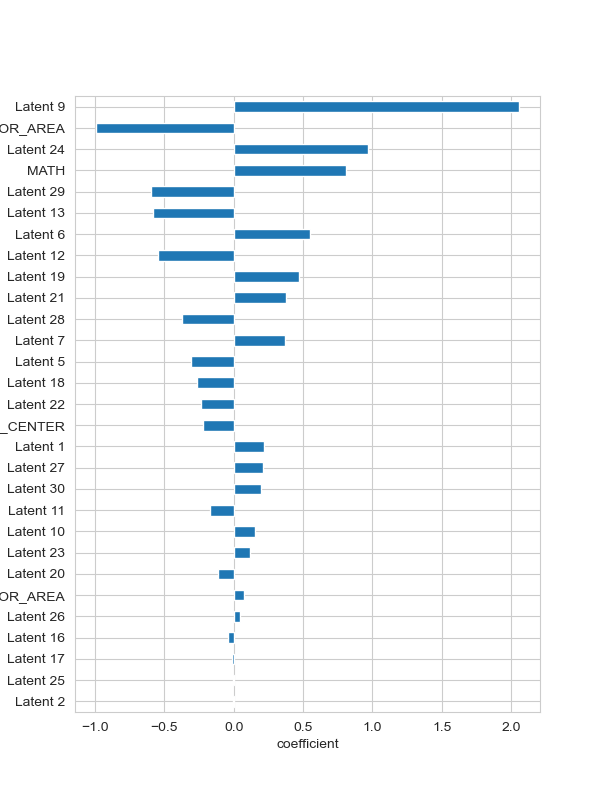 Latent 9
OR_AREA
Latent 24
MATH
Latent 29
Latent 13
Latent 6
Latent 12
Latent 19
Latent 21
Latent 28
Latent 7
Latent 5
Latent 18
Latent 22
_CENTER
Latent 1
Latent 27
Latent 30
Latent 11
Latent 10
Latent 23
Latent 20
OR_AREA
Latent 26
Latent 16
Latent 17
Latent 25
Latent 2
−1.0 −0.5 0.0 0.5 1.0 1.5 2.0
coefficient